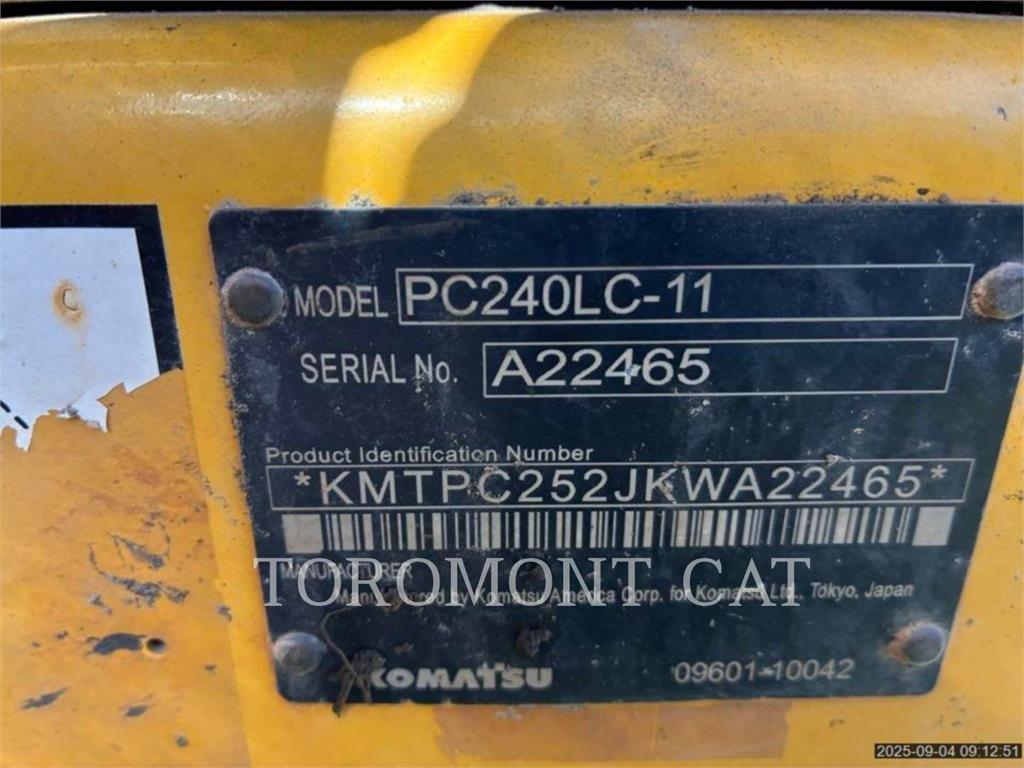 MODEL PC240LC-11
SERIAL No. A22465
Product Identification Number
*KMTPC252JKWA22465*
MANUFACTURER
TOROMONT CAT
Manufactured by Komatsu America Corp. for Komatsu Ltd., Tokyo, Japan
KOMATSU 09601-10042
2025-09-04 09:12:51